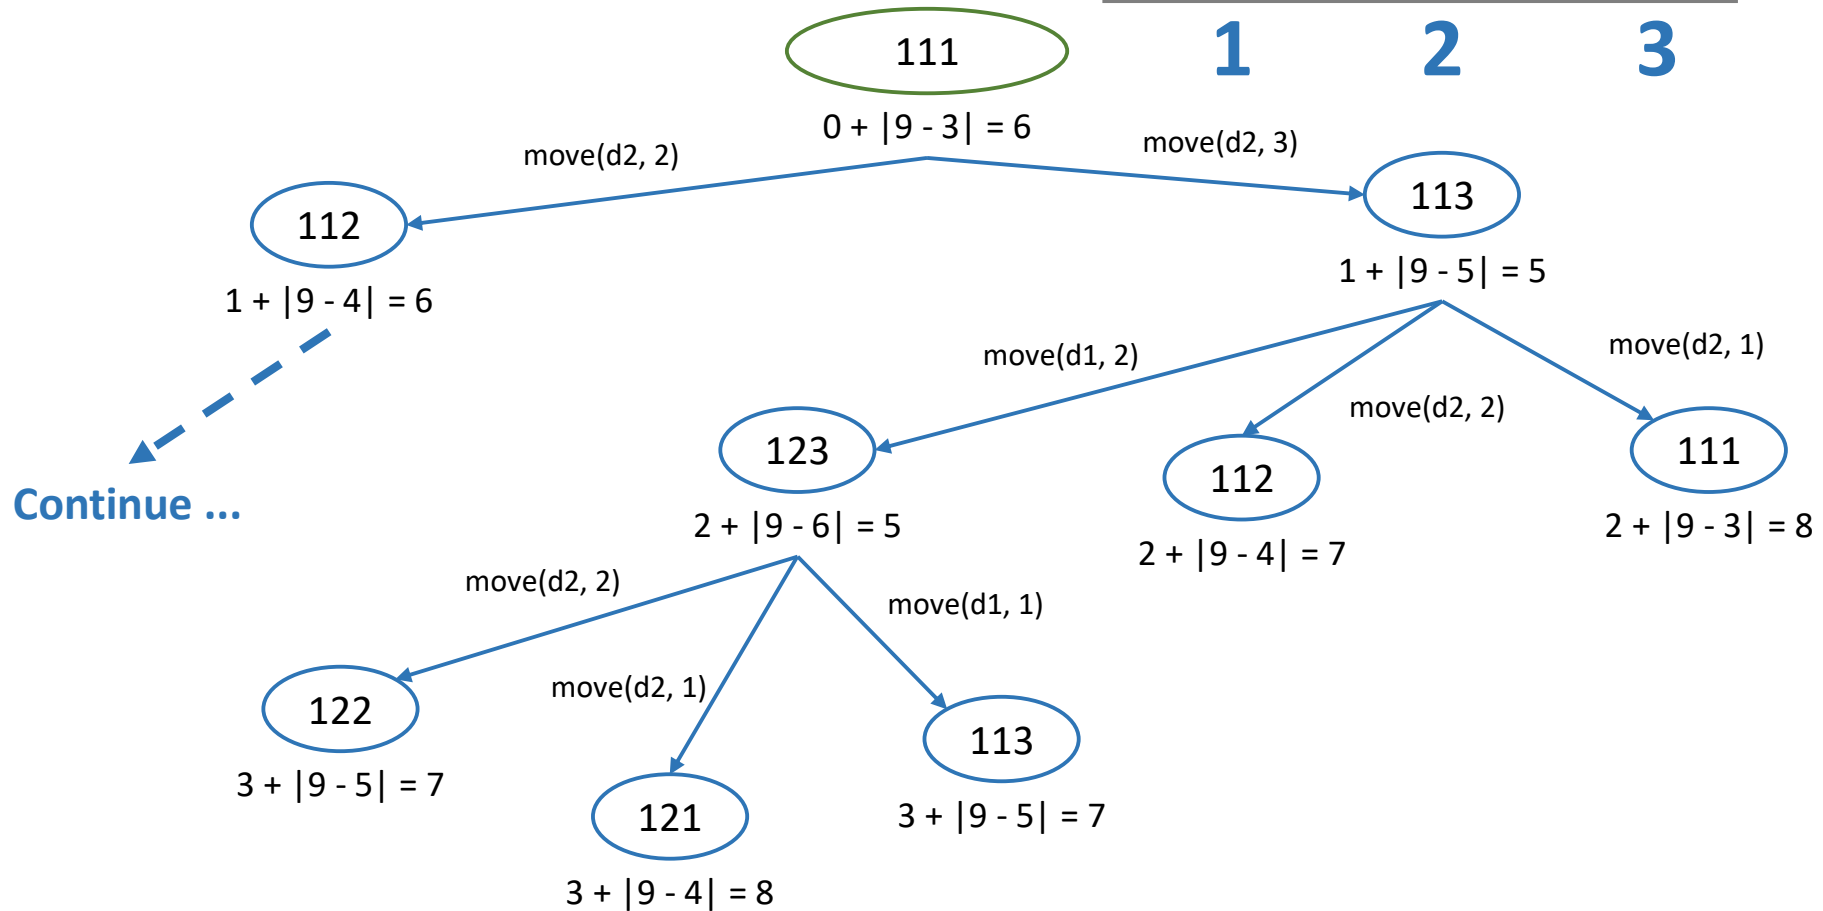 1 2 3
111
0 + |9 - 3| = 6
move(d2, 2)
move(d2, 3)
112
1 + |9 - 4| = 6
113
1 + |9 - 5| = 5
Continue ...
move(d1, 2)
move(d2, 2)
move(d2, 1)
123
2 + |9 - 6| = 5
112
2 + |9 - 4| = 7
111
2 + |9 - 3| = 8
move(d2, 2)
move(d2, 1)
move(d1, 1)
122
3 + |9 - 5| = 7
121
3 + |9 - 4| = 8
113
3 + |9 - 5| = 7